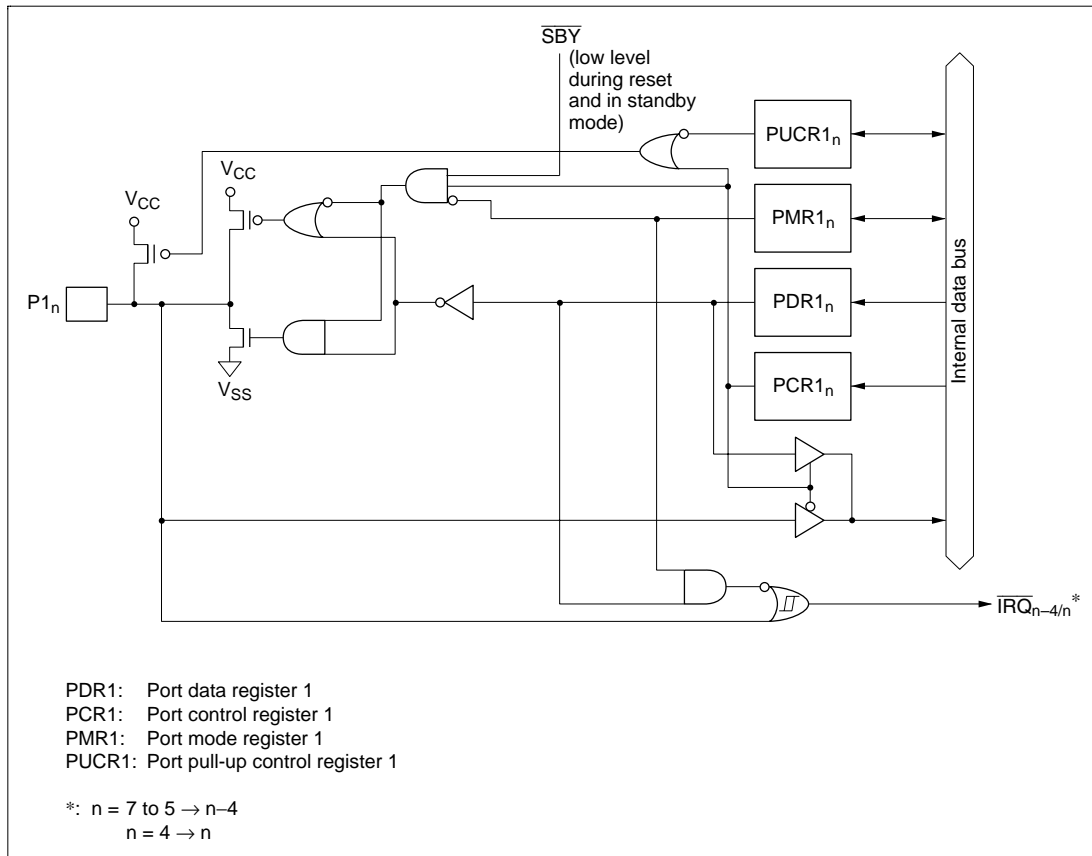 S̅B̅Y̅
(low level
during reset
and in standby
mode)
PUCR1n
VCC
VCC
PMR1n
P1n
PDR1n
VSS
PCR1n
Internal data bus
I̅R̅Q̅n–4/n*
PDR1: Port data register 1
PCR1: Port control register 1
PMR1: Port mode register 1
PUCR1: Port pull-up control register 1
*: n = 7 to 5 → n–4
n = 4 → n